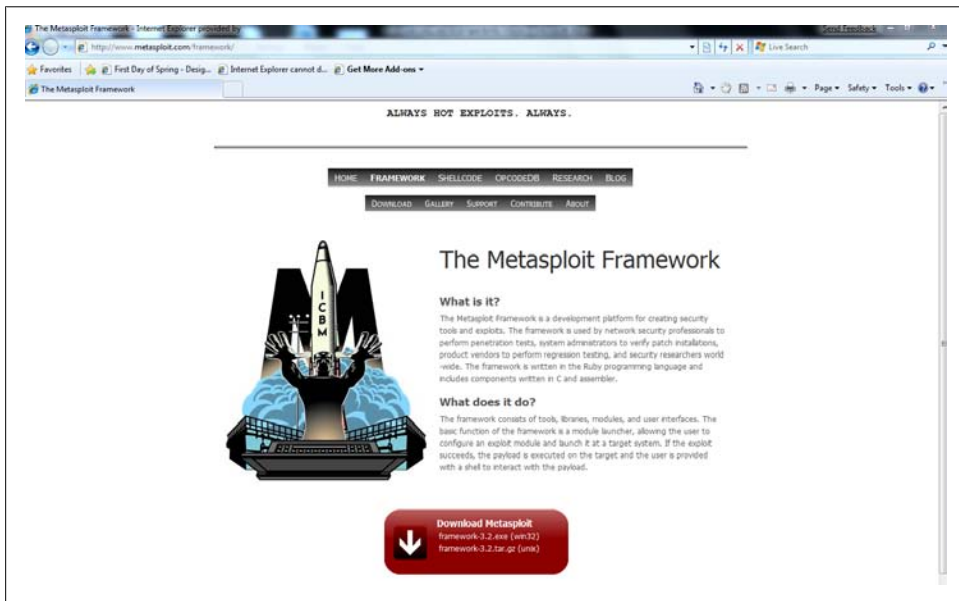 The Metasploit Framework - Internet Explorer provided by
Send Feedback
http://www.metasploit.com/framework/
Live Search
Favorites
First Day of Spring - Desig...
Internet Explorer cannot d...
Get More Add-ons
The Metasploit Framework
Page
Safety
Tools
ALWAYS HOT EXPLOITS. ALWAYS.
HOME FRAMEWORK SHELLCODE OPCODEDB RESEARCH BLOG
DOWNLOAD GALLERY SUPPORT CONTRIBUTE ABOUT
ICBM
The Metasploit Framework
What is it?
The Metasploit Framework is a development platform for creating security
tools and exploits. The framework is used by network security professionals to
perform penetration tests, system administrators to verify patch installations,
product vendors to perform regression testing, and security researchers world
-wide. The framework is written in the Ruby programming language and
includes components written in C and assembler.
What does it do?
The framework consists of tools, libraries, modules, and user interfaces. The
basic function of the framework is a module launcher, allowing the user to
configure an exploit module and launch it at a target system. If the exploit
succeeds, the payload is executed on the target and the user is provided
with a shell to interact with the payload.
Download Metasploit
framework-3.2.exe (win32)
framework-3.2.tar.gz (unix)